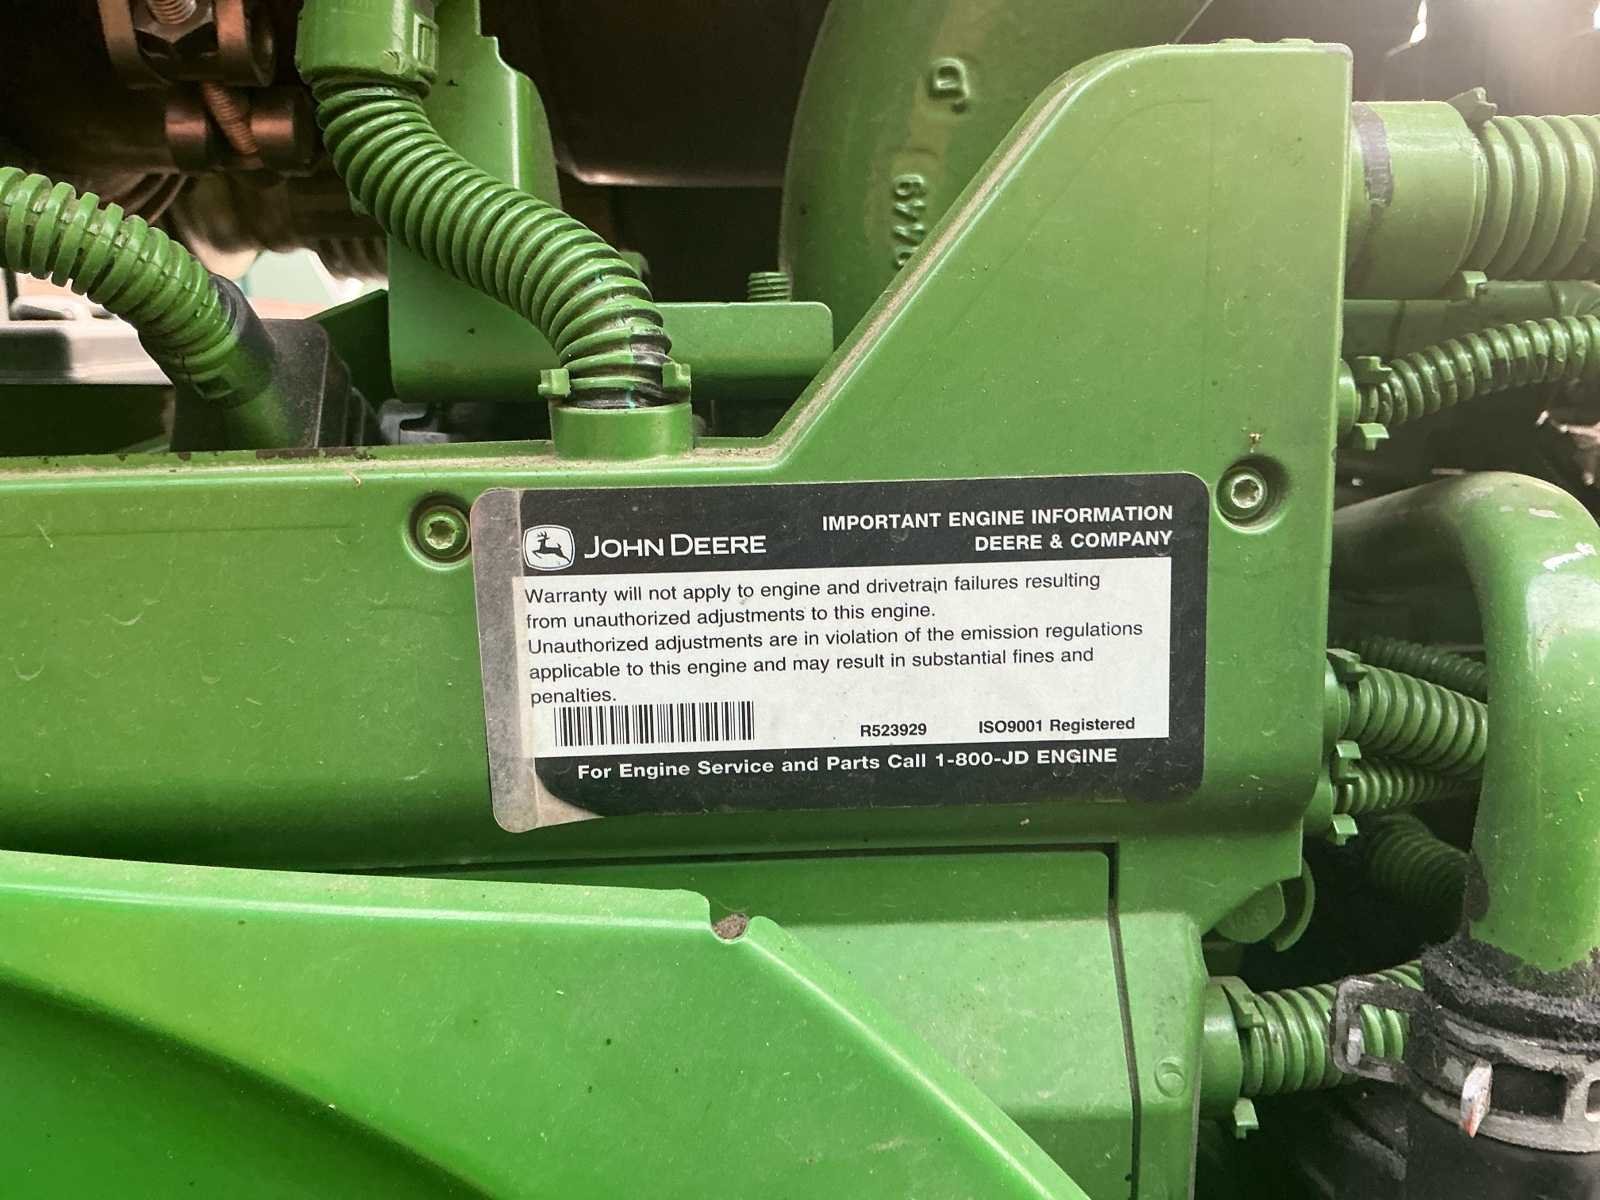 JOHN DEERE
IMPORTANT ENGINE INFORMATION
DEERE & COMPANY
Warranty will not apply to engine and drivetrain failures resulting
from unauthorized adjustments to this engine.
Unauthorized adjustments are in violation of the emission regulations
applicable to this engine and may result in substantial fines and
penalties.
R523929 ISO9001 Registered
For Engine Service and Parts Call 1-800-JD ENGINE